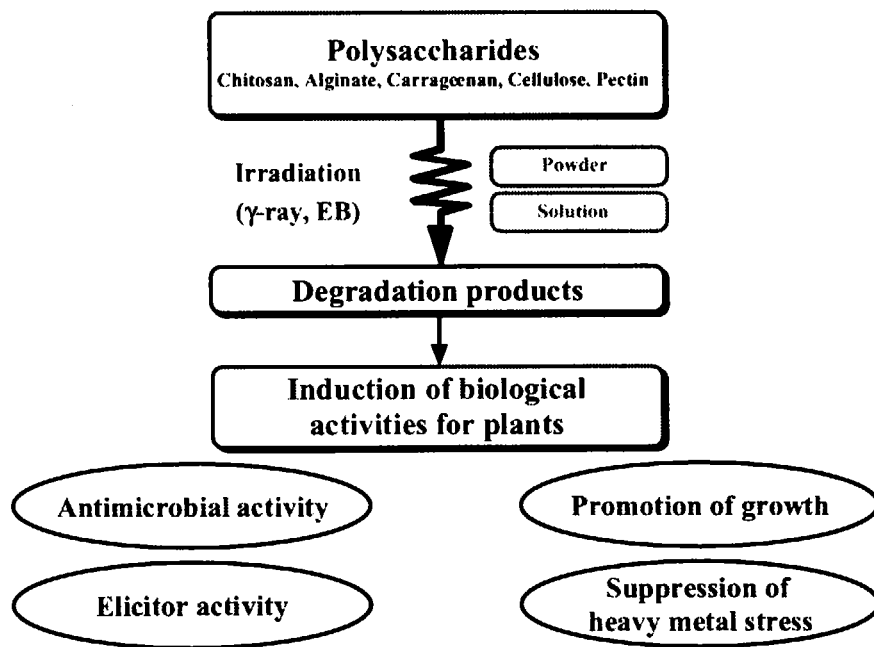 Polysaccharides
Chitosan, Alginate, Carrageenan, Cellulose, Pectin
Irradiation
(γ-ray, EB)
Powder
Solution
Degradation products
Induction of biological
activities for plants
Antimicrobial activity
Promotion of growth
Elicitor activity
Suppression of
heavy metal stress